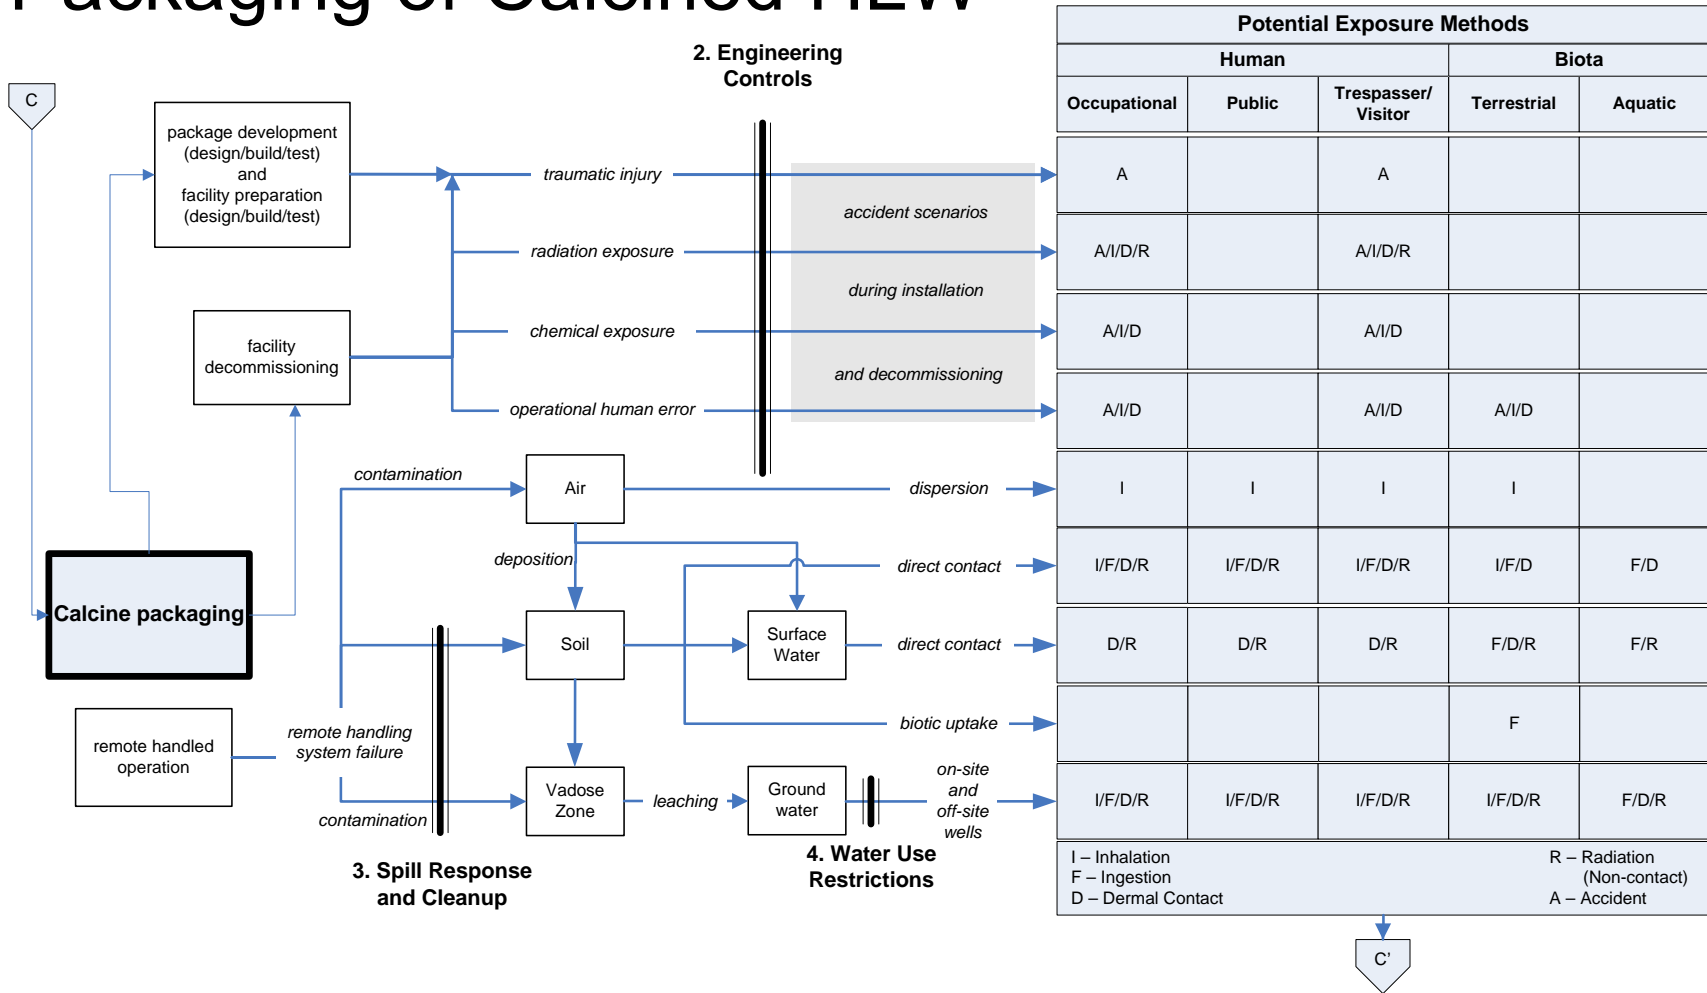 Packaging of Calcined HLW
C
2. Engineering
Controls
package development
(design/build/test)
and
facility preparation
(design/build/test)
facility
decommissioning
traumatic injury
radiation exposure
chemical exposure
operational human error
accident scenarios
during installation
and decommissioning
contamination
Air
dispersion
deposition
direct contact
Calcine packaging
Soil
Surface
Water
direct contact
biotic uptake
remote handled
operation
remote handling
system failure
contamination
Vadose
Zone
leaching
Ground
water
on-site
and
off-site
wells
3. Spill Response
and Cleanup
4. Water Use
Restrictions
Potential Exposure Methods
Human Biota
Occupational Public Trespasser/
Visitor Terrestrial Aquatic
A A
A/I/D/R A/I/D/R
A/I/D A/I/D
A/I/D A/I/D A/I/D
I I I I
I/F/D/R I/F/D/R I/F/D/R I/F/D F/D
D/R D/R D/R F/D/R F/R
F
I/F/D/R I/F/D/R I/F/D/R I/F/D/R F/D/R
I – Inhalation R – Radiation
F – Ingestion (Non-contact)
D – Dermal Contact A – Accident
C'